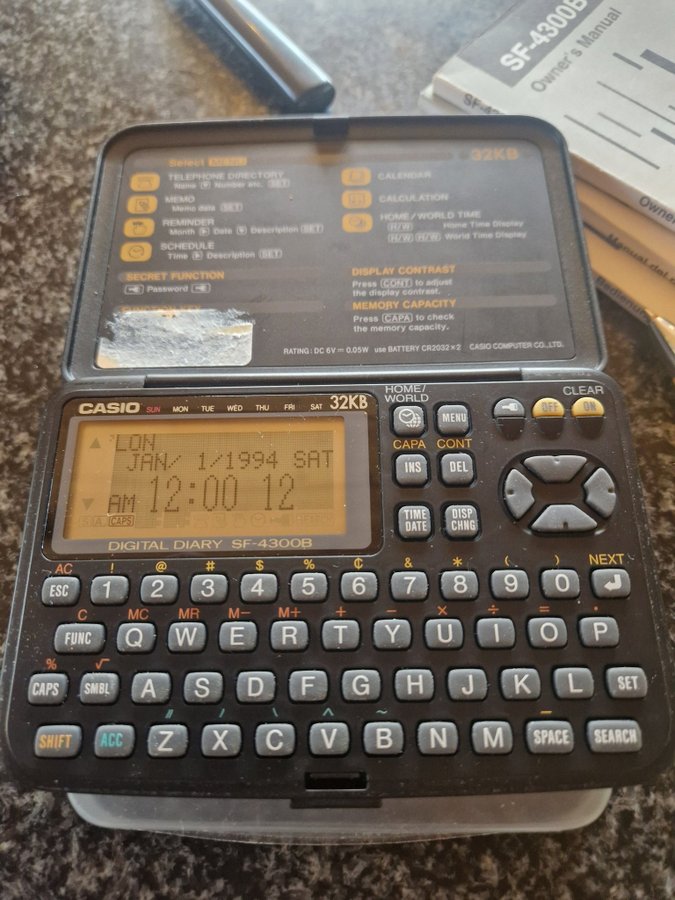 SF-4300B
Owner's Manual
Select MENU
32KB
TELEPHONE DIRECTORY
Name Number etc. SET
MEMO
Memo data SET
REMINDER
Month Date Description SET
SCHEDULE
Time Description SET
SECRET FUNCTION
Password
CALENDAR
CALCULATION
HOME/WORLD TIME
H/W Home Time Display
H/W H/W World Time Display
DISPLAY CONTRAST
Press CONT to adjust
the display contrast.
MEMORY CAPACITY
Press CAPA to check
the memory capacity.
RATING: DC 6V = 0.05W use BATTERY CR2032×2 CASIO COMPUTER CO.,LTD.
CASIO SUN MON TUE WED THU FRI SAT 32KB
LON
JAN/ 1/1994 SAT
AM 12:00 12
CAPS
DIGITAL DIARY SF-4300B
HOME/
WORLD
MENU
CLEAR
OFF ON
CAPA CONT
INS DEL
TIME
DATE
DISP
CHNG
AC ! @ # $ % ¢ & * ( ) NEXT
ESC 1 2 3 4 5 6 7 8 9 0
C MC MR M− M+ + − × ÷ = •
FUNC Q W E R T Y U I O P
% √
CAPS SMBL A S D F G H J K L SET
SHIFT ACC Z X C V B N M SPACE SEARCH